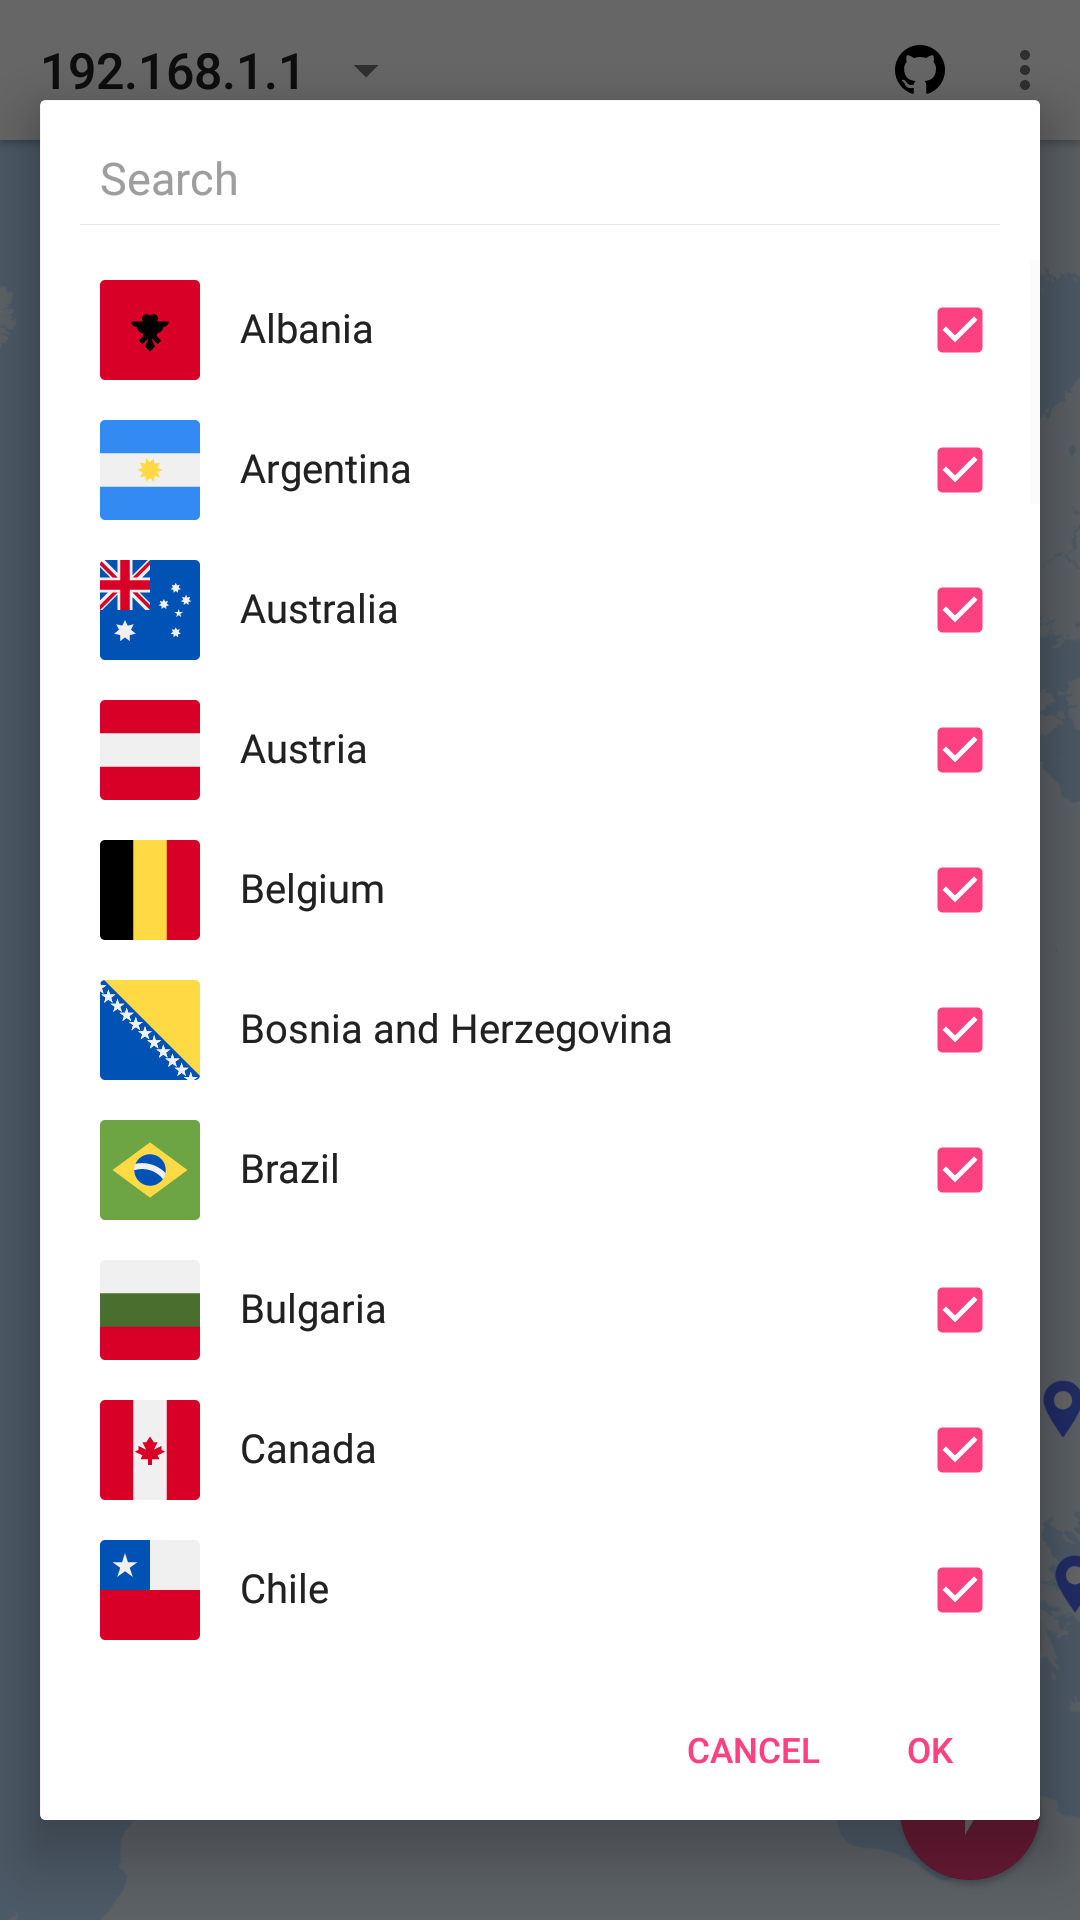 192.168.1.1
Search
Albania
Argentina
Australia
Austria
Belgium
Bosnia and Herzegovina
Brazil
Bulgaria
Canada
Chile
CANCEL OK